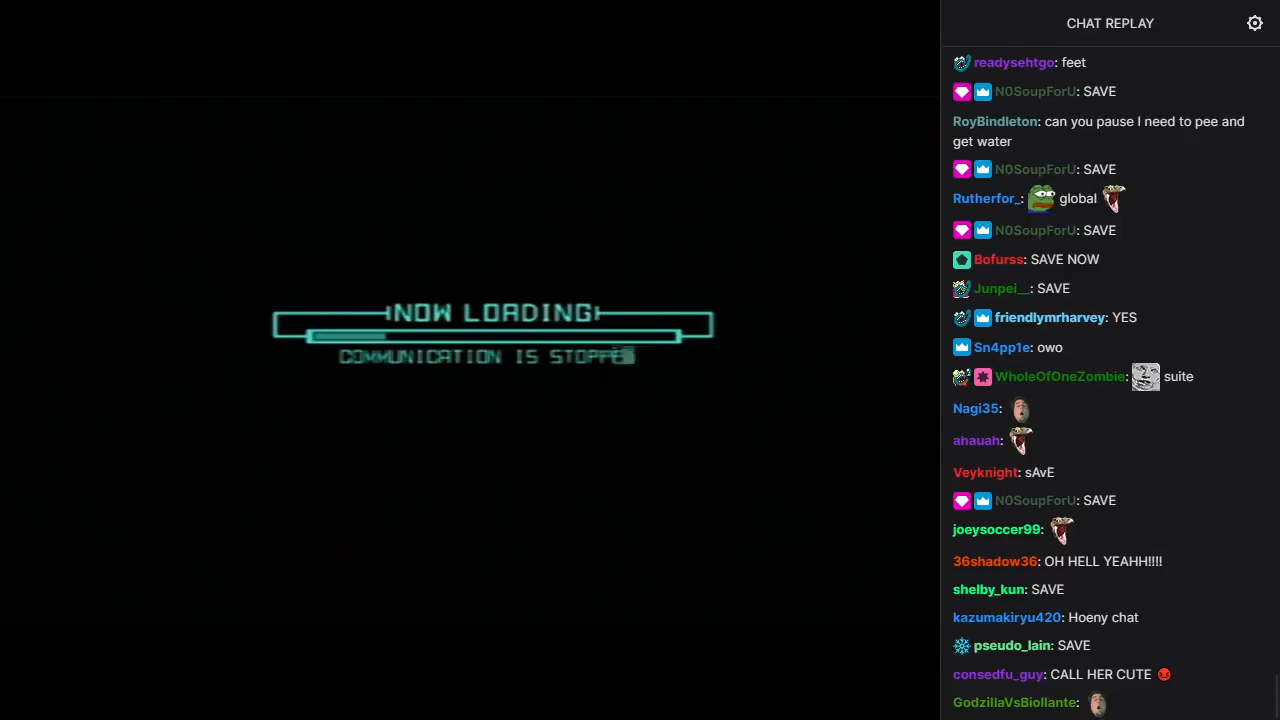 NOW LOADING
COMMUNICATION IS STOPPE
CHAT REPLAY
readysehtgo: feet
N0SoupForU: SAVE
RoyBindleton: can you pause I need to pee and
get water
N0SoupForU: SAVE
Rutherfor_: global
N0SoupForU: SAVE
Bofurss: SAVE NOW
Junpei__: SAVE
friendlymrharvey: YES
Sn4pp1e: owo
WholeOfOneZombie: suite
Nagi35:
ahauah:
Veyknight: sAvE
N0SoupForU: SAVE
joeysoccer99:
36shadow36: OH HELL YEAHH!!!!
shelby_kun: SAVE
kazumakiryu420: Hoeny chat
pseudo_lain: SAVE
consedfu_guy: CALL HER CUTE
GodzillaVsBiollante: